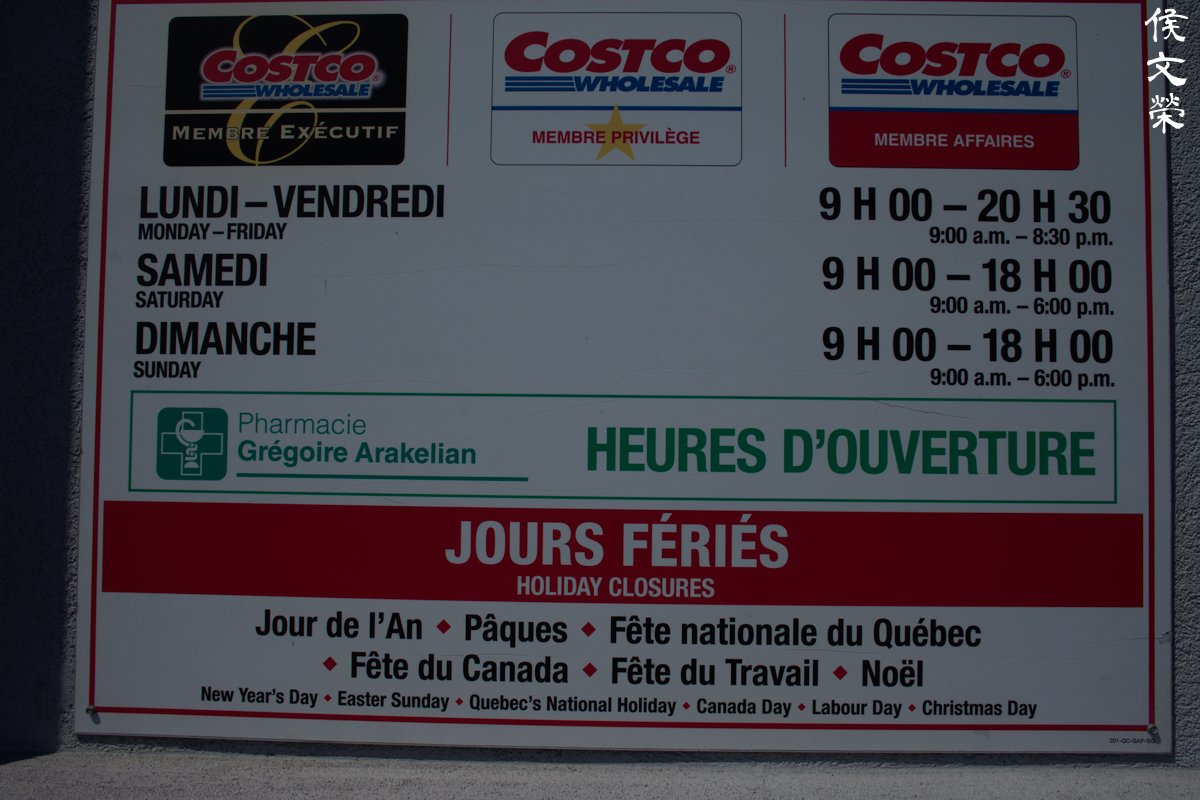 COSTCO
WHOLESALE
MEMBRE EXÉCUTIF
COSTCO
WHOLESALE
MEMBRE PRIVILÈGE
COSTCO
WHOLESALE
MEMBRE AFFAIRES
侯文榮
LUNDI – VENDREDI 9 H 00 – 20 H 30
MONDAY – FRIDAY 9:00 a.m. – 8:30 p.m.
SAMEDI 9 H 00 – 18 H 00
SATURDAY 9:00 a.m. – 6:00 p.m.
DIMANCHE 9 H 00 – 18 H 00
SUNDAY 9:00 a.m. – 6:00 p.m.
Pharmacie
Grégoire Arakelian
HEURES D'OUVERTURE
JOURS FÉRIÉS
HOLIDAY CLOSURES
Jour de l'An ◆ Pâques ◆ Fête nationale du Québec
◆ Fête du Canada ◆ Fête du Travail ◆ Noël
New Year's Day ◆ Easter Sunday ◆ Quebec's National Holiday ◆ Canada Day ◆ Labour Day ◆ Christmas Day